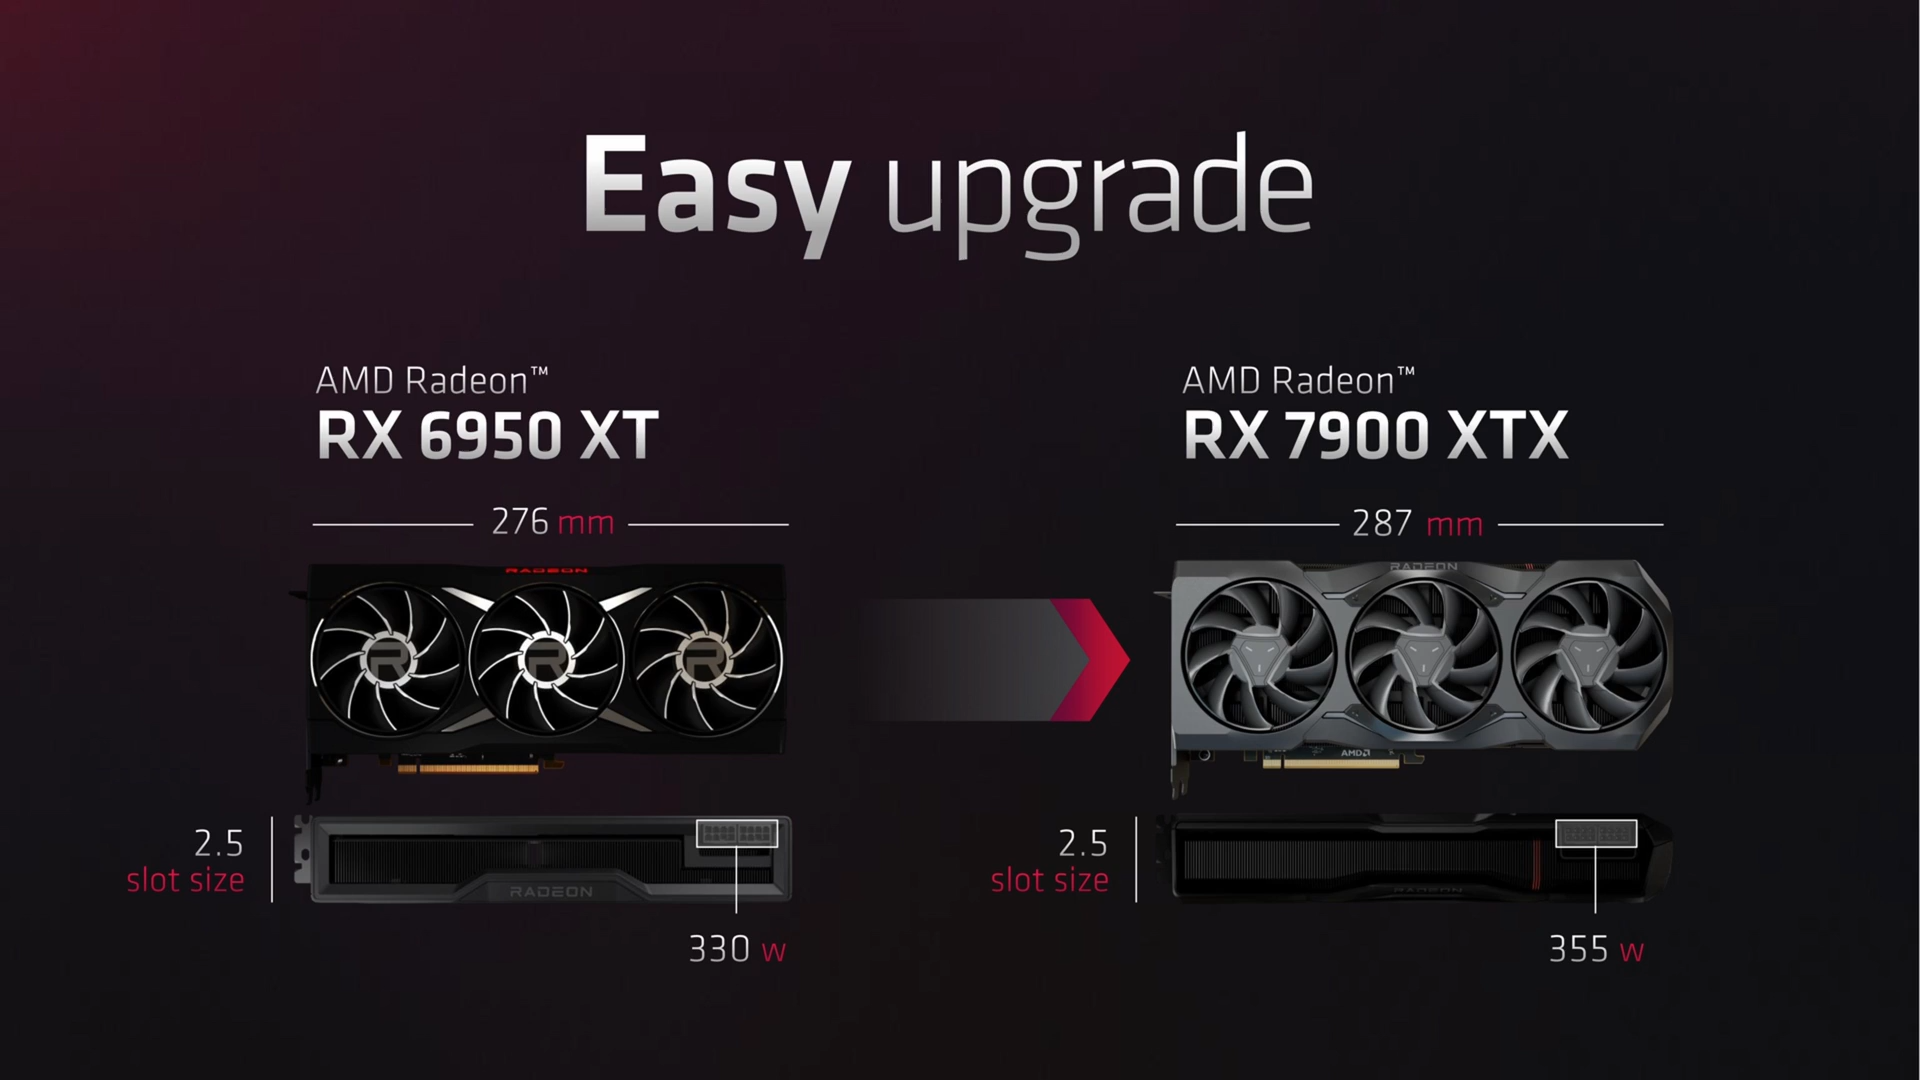 Easy upgrade
AMD Radeon™
RX 6950 XT
276 mm
RADEON
2.5
slot size
RADEON
330 W
AMD Radeon™
RX 7900 XTX
287 mm
RADEON
AMD
2.5
slot size
RADEON
355 W